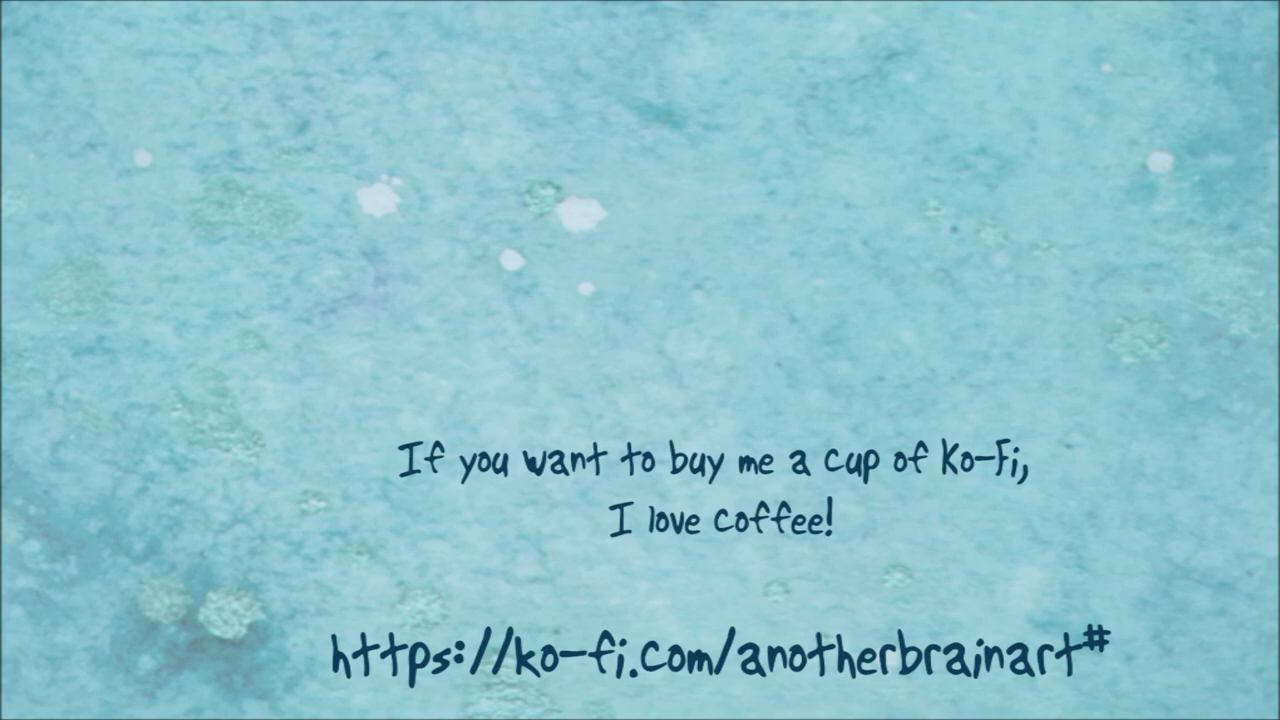 If you want to buy me a cup of Ko-Fi,
I love coffee!
https://ko-fi.com/anotherbrainart#